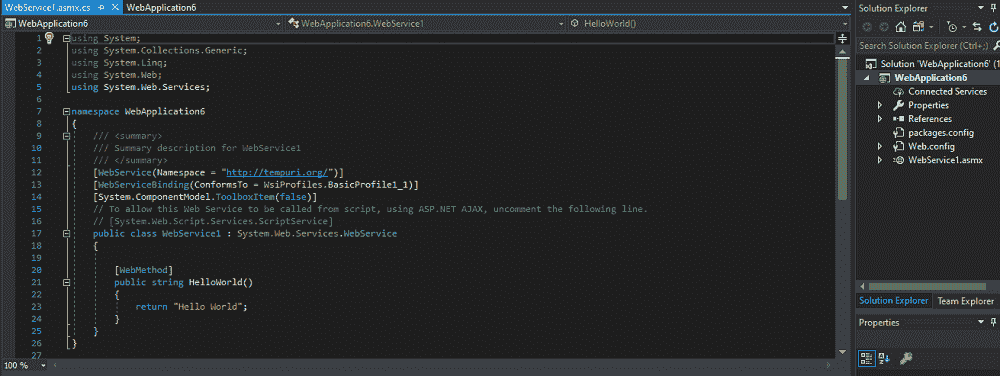 WebService1.asmx.cs WebApplication6
WebApplication6 WebApplication6.WebService1 HelloWorld()
1 using System;
2 using System.Collections.Generic;
3 using System.Linq;
4 using System.Web;
5 using System.Web.Services;
6
7 namespace WebApplication6
8 {
9 /// <summary>
10 /// Summary description for WebService1
11 /// </summary>
12 [WebService(Namespace = "http://tempuri.org/")]
13 [WebServiceBinding(ConformsTo = WsiProfiles.BasicProfile1_1)]
14 [System.ComponentModel.ToolboxItem(false)]
15 // To allow this Web Service to be called from script, using ASP.NET AJAX, uncomment the following line.
16 // [System.Web.Script.Services.ScriptService]
17 public class WebService1 : System.Web.Services.WebService
18 {
19
20 [WebMethod]
21 public string HelloWorld()
22 {
23 return "Hello World";
24 }
25 }
26 }
27
100 %
Solution Explorer
Search Solution Explorer (Ctrl+;)
Solution 'WebApplication6' (1
WebApplication6
Connected Services
Properties
References
packages.config
Web.config
WebService1.asmx
Solution Explorer Team Explorer
Properties